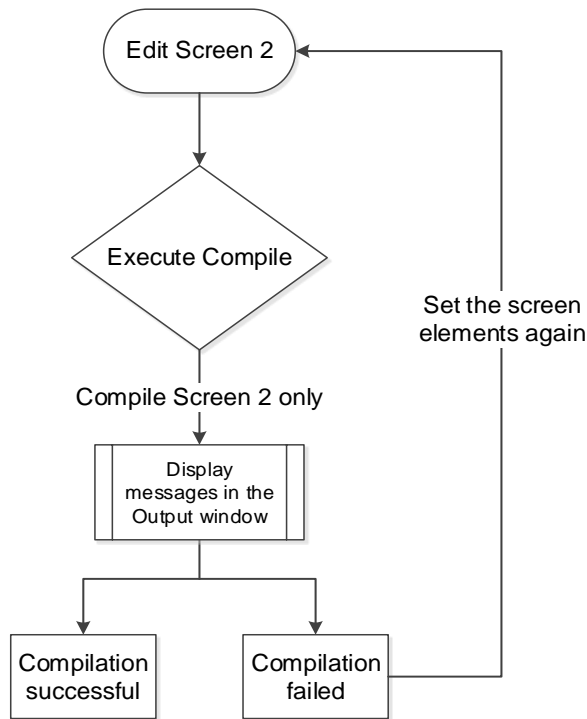 Edit Screen 2
Execute Compile
Set the screen
elements again
Compile Screen 2 only
Display
messages in the
Output window
Compilation
successful
Compilation
failed